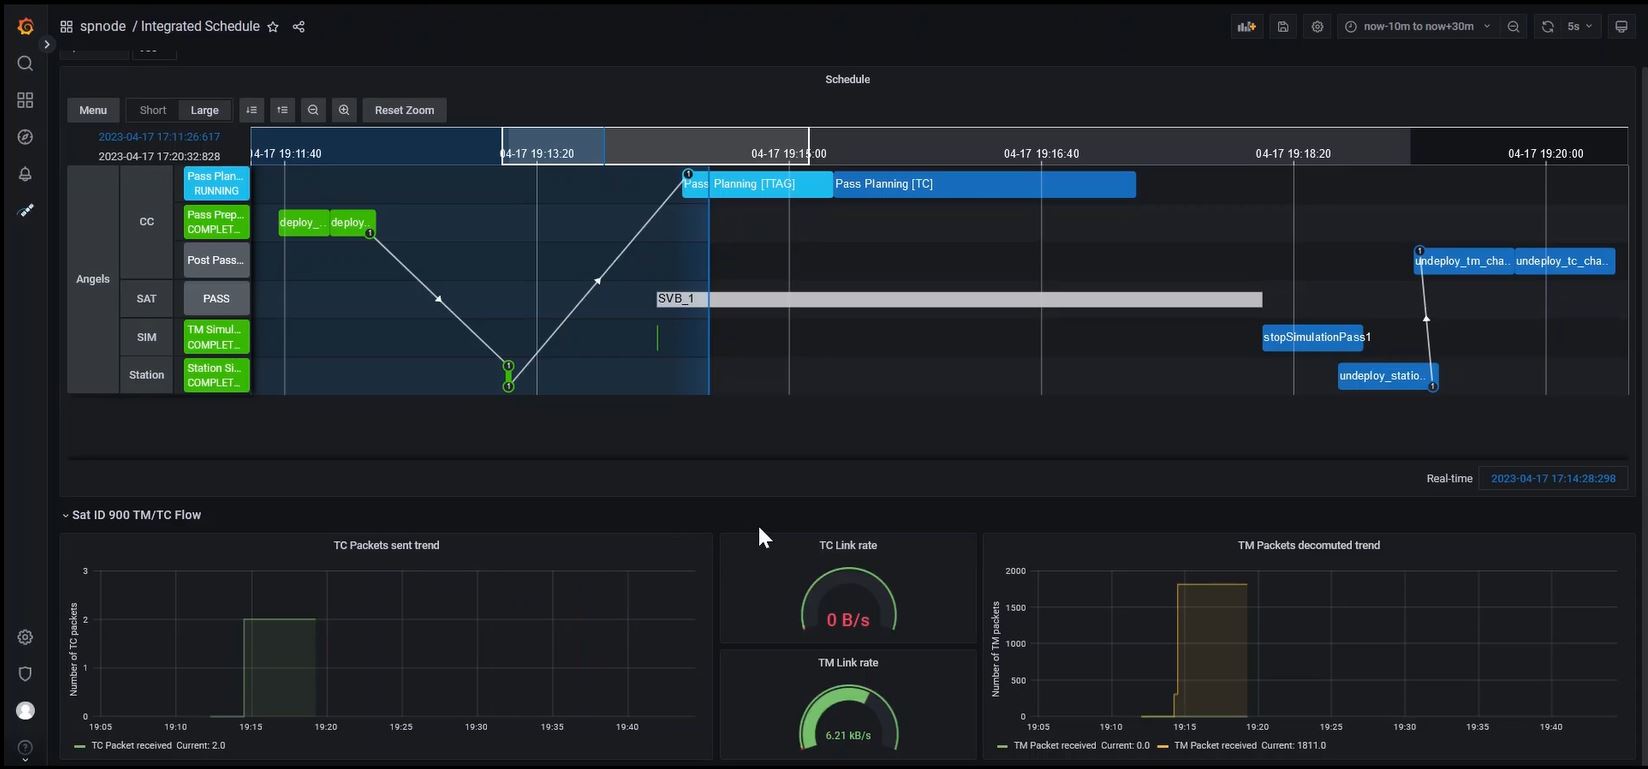 spnode / Integrated Schedule
now-10m to now+30m
5s
Schedule
Menu
Short
Large
Reset Zoom
2023-04-17 17:11:26:617
2023-04-17 17:20:32:828
4-17 19:11:40
04-17 19:13:20
04-17 19:15:00
04-17 19:16:40
04-17 19:18:20
04-17 19:20:00
Angels
CC
Pass Plan...
RUNNING
1
Pass Planning [TTAG]
Pass Planning [TC]
Pass Prep...
COMPLET...
deploy_..
deploy..
1
Post Pass...
1
undeploy_tm_cha..
undeploy_tc_cha..
SAT
PASS
SVB_1
SIM
TM Simul...
COMPLET...
stopSimulationPass1
Station
Station Si...
COMPLET...
1
1
undeploy_statio..
1
Real-time
2023-04-17 17:14:28:298
Sat ID 900 TM/TC Flow
TC Packets sent trend
Number of TC packets
3
2
1
0
19:05
19:10
19:15
19:20
19:25
19:30
19:35
19:40
TC Packet received Current: 2.0
TC Link rate
0 B/s
TM Link rate
6.21 kB/s
TM Packets decomuted trend
Number of TM packets
2000
1500
1000
500
0
19:05
19:10
19:15
19:20
19:25
19:30
19:35
19:40
TM Packet received Current: 0.0
TM Packet received Current: 1811.0